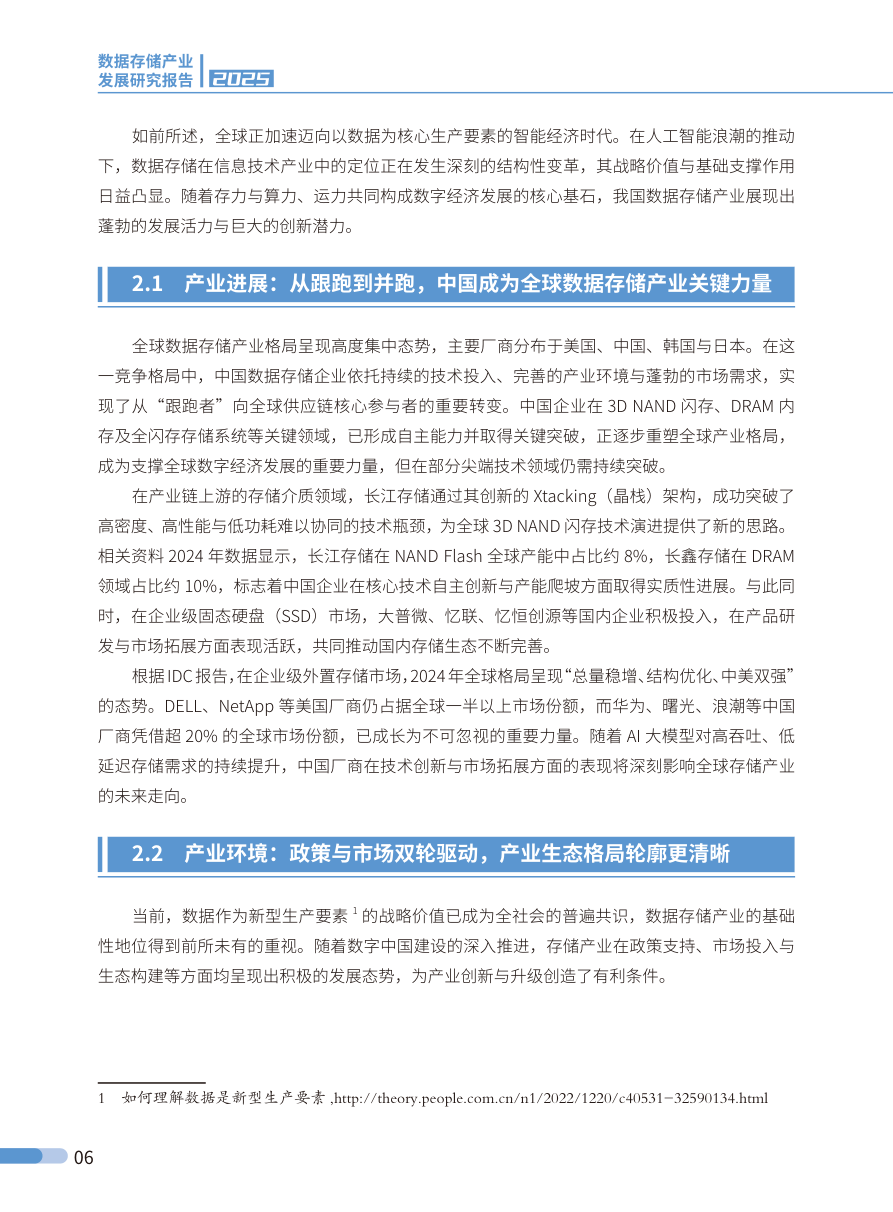 数据存储产业
发展研究报告 2025
如前所述，全球正加速迈向以数据为核心生产要素的智能经济时代。在人工智能浪潮的推动
下，数据存储在信息技术产业中的定位正在发生深刻的结构性变革，其战略价值与基础支撑作用
日益凸显。随着存力与算力、运力共同构成数字经济发展的核心基石，我国数据存储产业展现出
蓬勃的发展活力与巨大的创新潜力。
2.1 产业进展：从跟跑到并跑，中国成为全球数据存储产业关键力量
全球数据存储产业格局呈现高度集中态势，主要厂商分布于美国、中国、韩国与日本。在这
一竞争格局中，中国数据存储企业依托持续的技术投入、完善的产业环境与蓬勃的市场需求，实
现了从“跟跑者”向全球供应链核心参与者的重要转变。中国企业在 3D NAND 闪存、DRAM 内
存及全闪存存储系统等关键领域，已形成自主能力并取得关键突破，正逐步重塑全球产业格局，
成为支撑全球数字经济发展的重要力量，但在部分尖端技术领域仍需持续突破。
在产业链上游的存储介质领域，长江存储通过其创新的 Xtacking（晶栈）架构，成功突破了
高密度、高性能与低功耗难以协同的技术瓶颈，为全球 3D NAND 闪存技术演进提供了新的思路。
相关资料 2024 年数据显示，长江存储在 NAND Flash 全球产能中占比约 8%，长鑫存储在 DRAM
领域占比约 10%，标志着中国企业在核心技术自主创新与产能爬坡方面取得实质性进展。与此同
时，在企业级固态硬盘（SSD）市场，大普微、忆联、忆恒创源等国内企业积极投入，在产品研
发与市场拓展方面表现活跃，共同推动国内存储生态不断完善。
根据 IDC 报告，在企业级外置存储市场，2024 年全球格局呈现“总量稳增、结构优化、中美双强”
的态势。DELL、NetApp 等美国厂商仍占据全球一半以上市场份额，而华为、曙光、浪潮等中国
厂商凭借超 20% 的全球市场份额，已成长为不可忽视的重要力量。随着 AI 大模型对高吞吐、低
延迟存储需求的持续提升，中国厂商在技术创新与市场拓展方面的表现将深刻影响全球存储产业
的未来走向。
2.2 产业环境：政策与市场双轮驱动，产业生态格局轮廓更清晰
当前，数据作为新型生产要素 1 的战略价值已成为全社会的普遍共识，数据存储产业的基础
性地位得到前所未有的重视。随着数字中国建设的深入推进，存储产业在政策支持、市场投入与
生态构建等方面均呈现出积极的发展态势，为产业创新与升级创造了有利条件。
1 如何理解数据是新型生产要素 ,http://theory.people.com.cn/n1/2022/1220/c40531-32590134.html
06